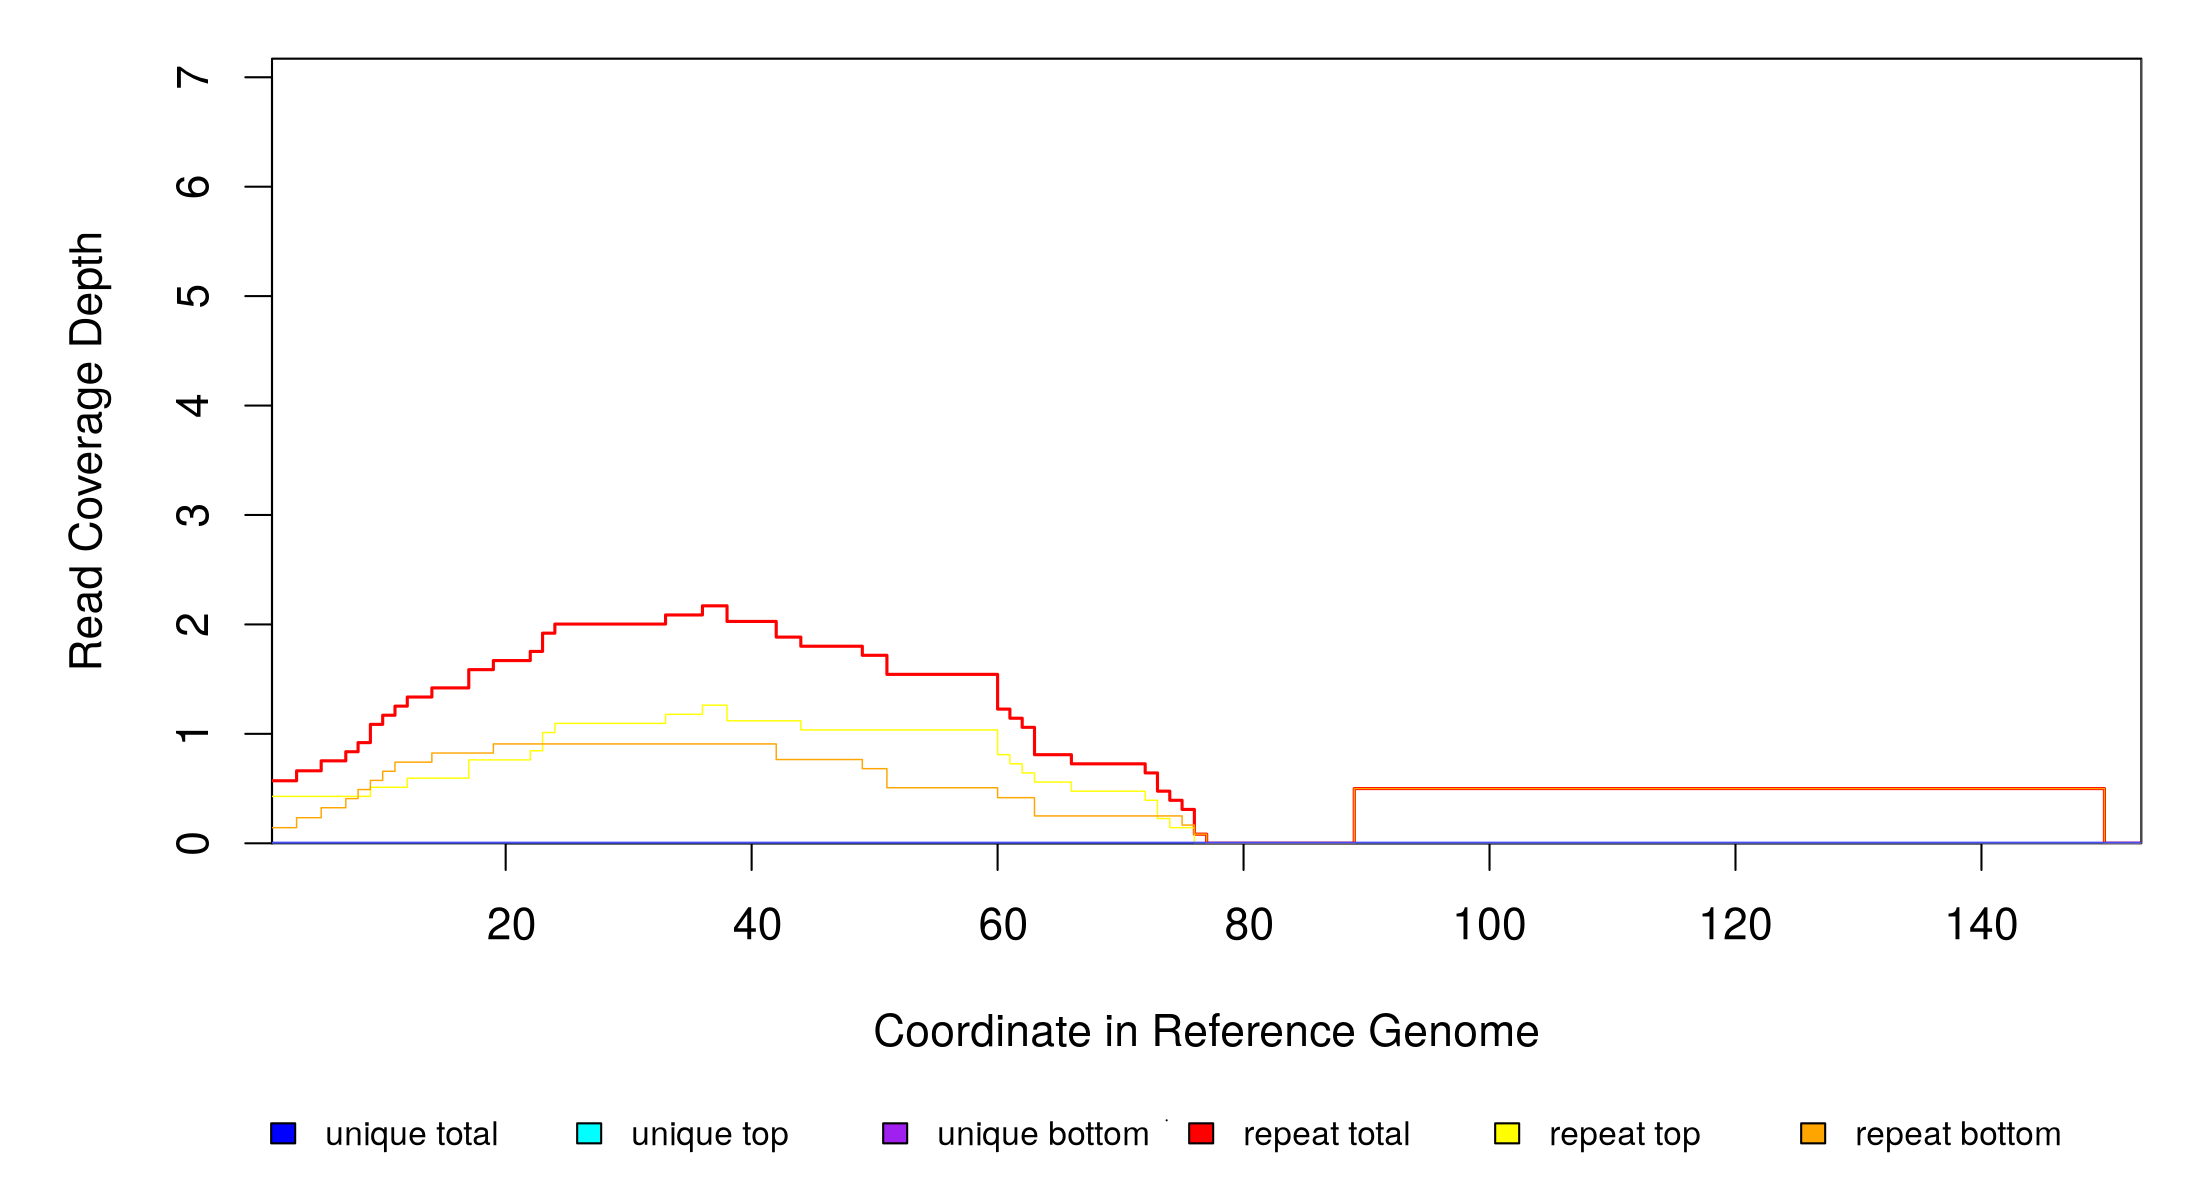 7
6
5
4
3
2
1
0
Read Coverage Depth
20 40 60 80 100 120 140
Coordinate in Reference Genome
unique total unique top unique bottom repeat total repeat top repeat bottom